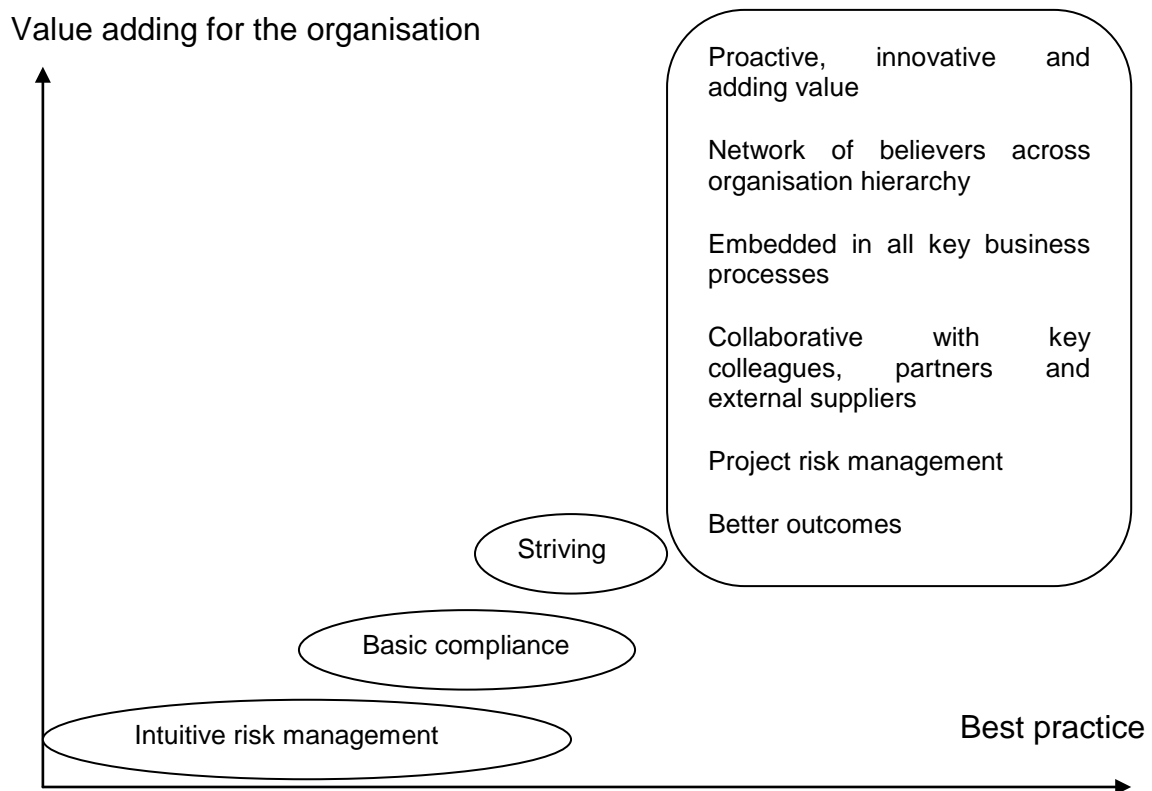 Value adding for the organisation
Proactive, innovative and
adding value
Network of believers across
organisation hierarchy
Embedded in all key business
processes
Collaborative with key
colleagues, partners and
external suppliers
Project risk management
Better outcomes
Striving
Basic compliance
Intuitive risk management
Best practice